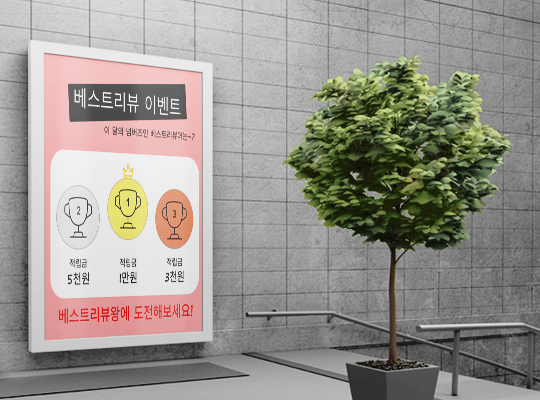 베스트리뷰 이벤트
이 달의 넘버즈인 베스트리뷰어는~?
2
1
3
적립금
적립금
적립금
5천원
1만원
3천원
베스트리뷰왕에 도전해보세요!